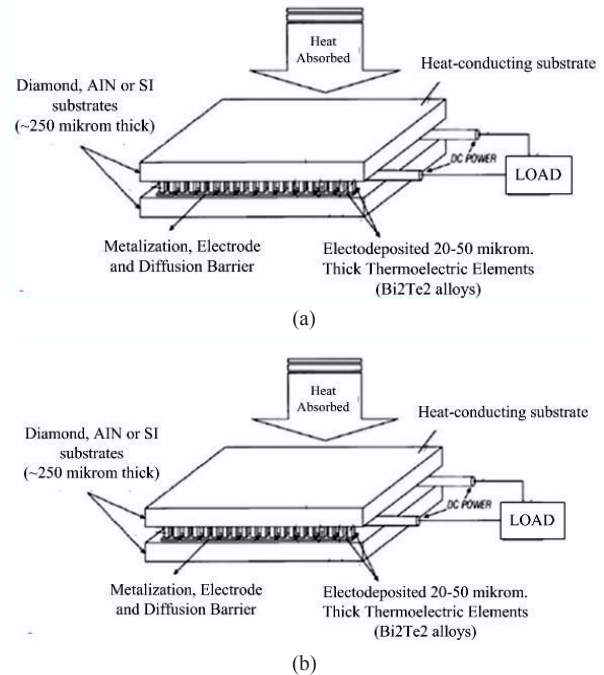 Heat
Absorbed
Heat-conducting substrate
Diamond, AIN or SI
substrates
(~250 mikrom thick)
DC POWER
LOAD
Metalization, Electrode
and Diffusion Barrier
Electodeposited 20-50 mikrom.
Thick Thermoelectric Elements
(Bi2Te2 alloys)
(a)
Heat
Absorbed
Heat-conducting substrate
Diamond, AIN or SI
substrates
(~250 mikrom thick)
DC POWER
LOAD
Metalization, Electrode
and Diffusion Barrier
Electodeposited 20-50 mikrom.
Thick Thermoelectric Elements
(Bi2Te2 alloys)
(b)